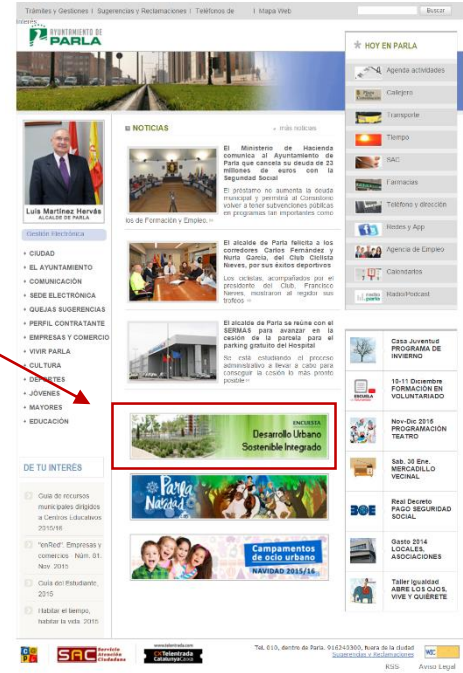 Trámites y Gestiones I Sugerencias y Reclamaciones I Teléfonos de Interés I Mapa Web
Buscar
AYUNTAMIENTO DE
PARLA
HOY EN PARLA
Agenda actividades
Callejero
Transporte
Tiempo
SAC
Farmacias
Teléfono y dirección
Redes y App
Agencia de Empleo
Calendarios
Radio/Podcast
Luis Martínez Hervás
ALCALDE DE PARLA
Gestión Electrónica
CIUDAD
EL AYUNTAMIENTO
COMUNICACIÓN
SEDE ELECTRÓNICA
QUEJAS SUGERENCIAS
PERFIL CONTRATANTE
EMPRESAS Y COMERCIO
VIVIR PARLA
CULTURA
DEPORTES
JÓVENES
MAYORES
EDUCACIÓN
NOTICIAS
más noticias
El Ministerio de Hacienda
comunica al Ayuntamiento de
Parla que cancela su deuda de 23
millones de euros con la
Seguridad Social
El préstamo no aumenta la deuda
municipal y permitirá al Consistorio
volver a tener subvenciones públicas
en programas tan importantes como
los de Formación y Empleo.
El alcalde de Parla felicita a los
corredores Carlos Fernández y
Nuria García, del Club Ciclista
Nieves, por sus éxitos deportivos
Los ciclistas, acompañados por el
presidente del Club, Francisco
Nieves, mostraron al regidor sus
trofeos
El alcalde de Parla se reúne con el
SERMAS para avanzar en la
cesión de la parcela para el
parking gratuito del Hospital
Se está estudiando el proceso
administrativo a llevar a cabo para
conseguir la cesión lo más pronto
posible
ENCUESTA
Desarrollo Urbano
Sostenible Integrado
Parla
Navidad
Campamentos
de ocio urbano
NAVIDAD 2015/16
DE TU INTERÉS
Guía de recursos
municipales dirigidos
a Centros Educativos
2015/16
"enRed". Empresas y
comercios Núm. 01.
Nov. 2015
Guía del Estudiante,
2015
Habitar el tiempo,
habitar la vida. 2015
Casa Juventud
PROGRAMA DE
INVIERNO
10-11 Diciembre
FORMACIÓN EN
VOLUNTARIADO
ESCUELA
Nov-Dic 2015
PROGRAMACIÓN
TEATRO
Sab. 30 Ene.
MERCADILLO
VECINAL
BOE
Real Decreto
PAGO SEGURIDAD
SOCIAL
Gasto 2014
LOCALES,
ASOCIACIONES
Taller Igualdad
ABRE LOS OJOS,
VIVE Y QUIÉRETE
SAC Servicio
Atención
Ciudadana
www.telentrada.com
CX Telentrada
CatalunyaCaixa
Tel. 010, dentro de Parla. 916240300, fuera de la ciudad
Sugerencias y Reclamaciones
RSS Aviso Legal